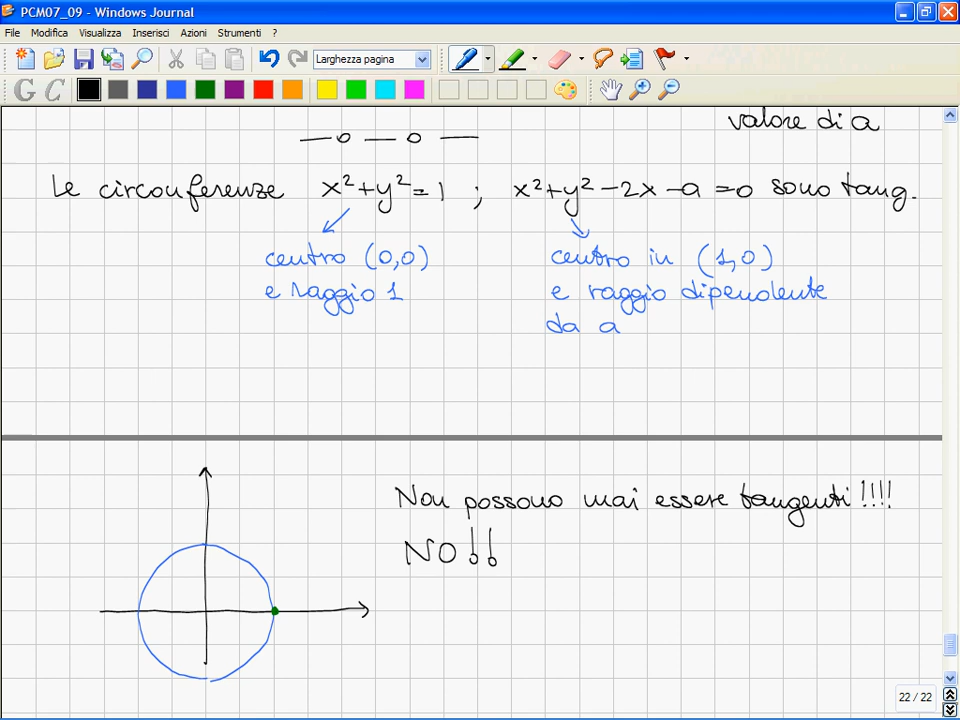 PCM07_09 - Windows Journal
File Modifica Visualizza Inserisci Azioni Strumenti ?
Larghezza pagina
G C
valore di a
—o—o—
Le circonferenze x²+y²=1 ; x²+y²-2x-a=0 sono tang.
centro (0,0) centro in (1,0)
e raggio 1 e raggio dipendente
da a
Non possono mai essere tangenti!!!!
NO!!
22 / 22